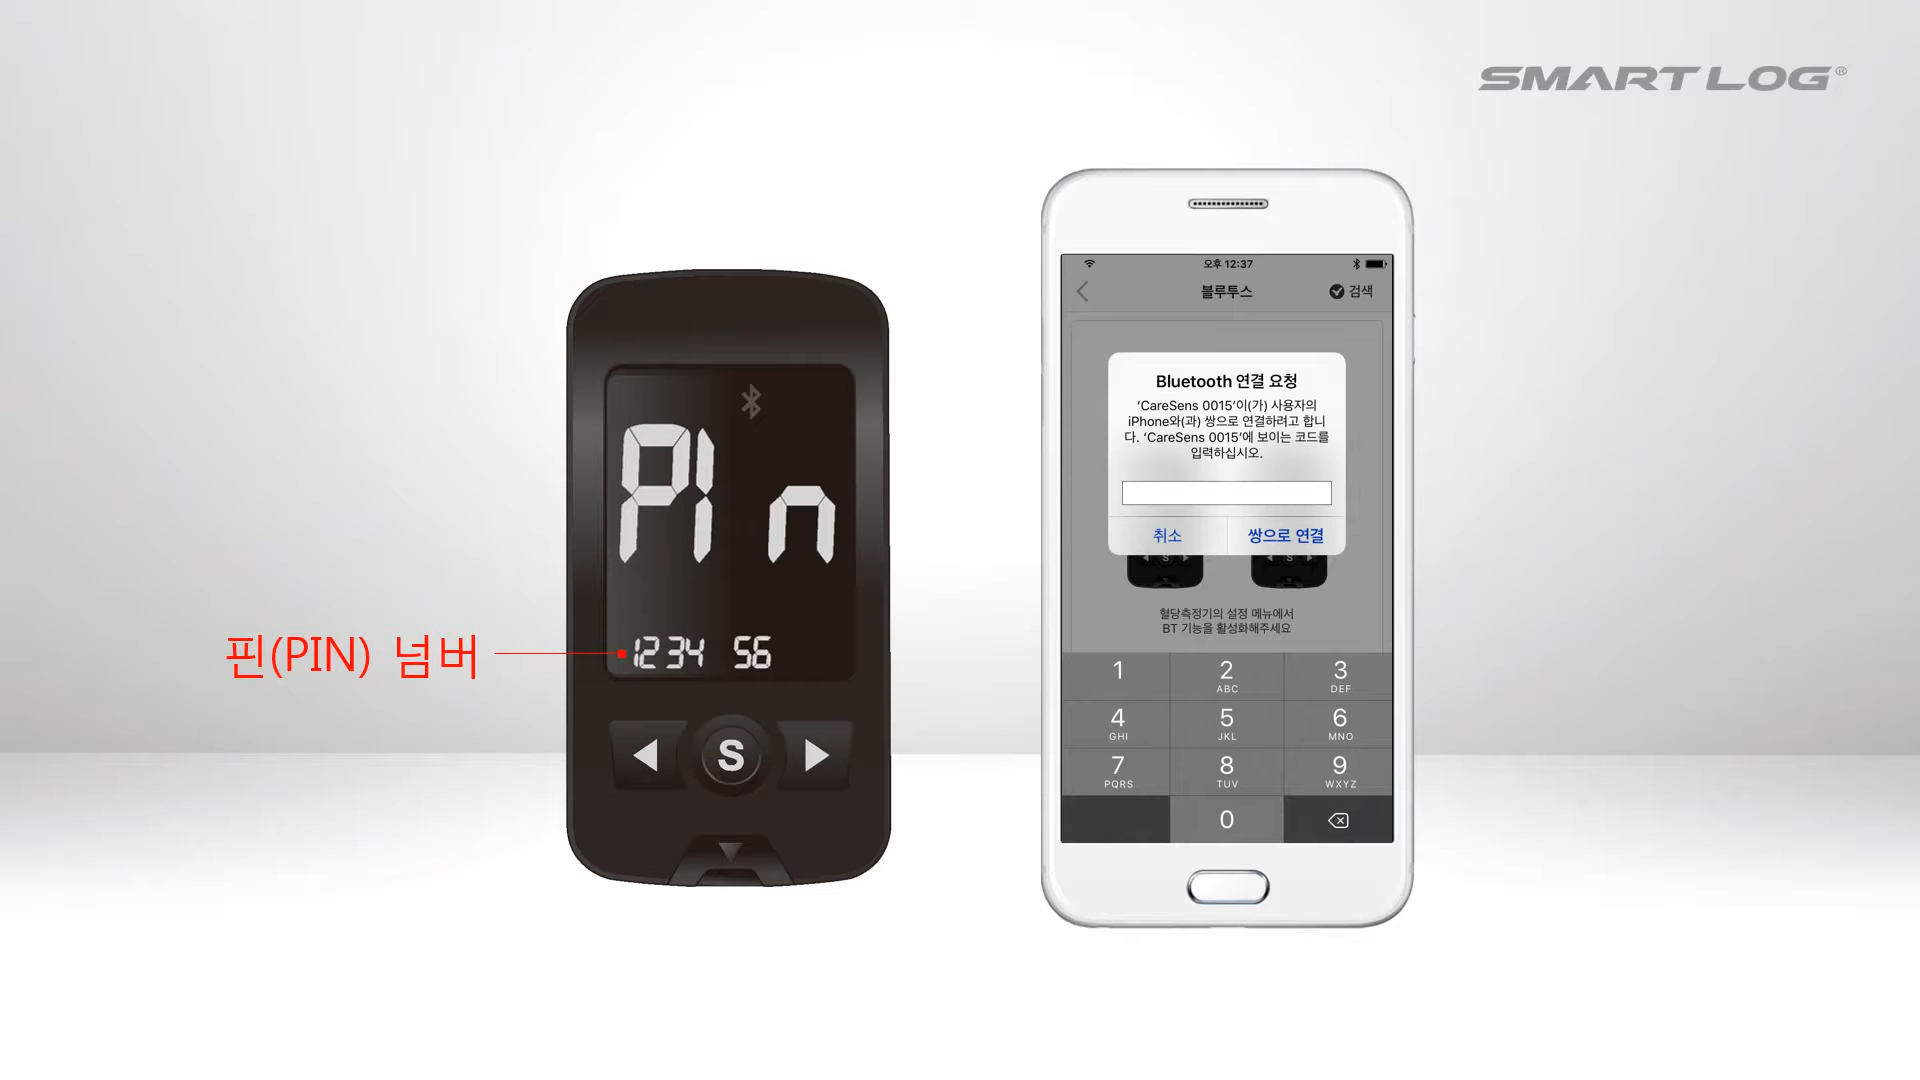 SMART LOG®
PIn
핀(PIN) 넘버
1234 56
S
오후 12:37
블루투스
검색
Bluetooth 연결 요청
‘CareSens 0015’이(가) 사용자의
iPhone와(과) 쌍으로 연결하려고 합니
다. ‘CareSens 0015’에 보이는 코드를
입력하십시오.
취소 쌍으로 연결
S S
혈당측정기의 설정 메뉴에서
BT 기능을 활성화해주세요
1 2 3
ABC DEF
4 5 6
GHI JKL MNO
7 8 9
PQRS TUV WXYZ
0